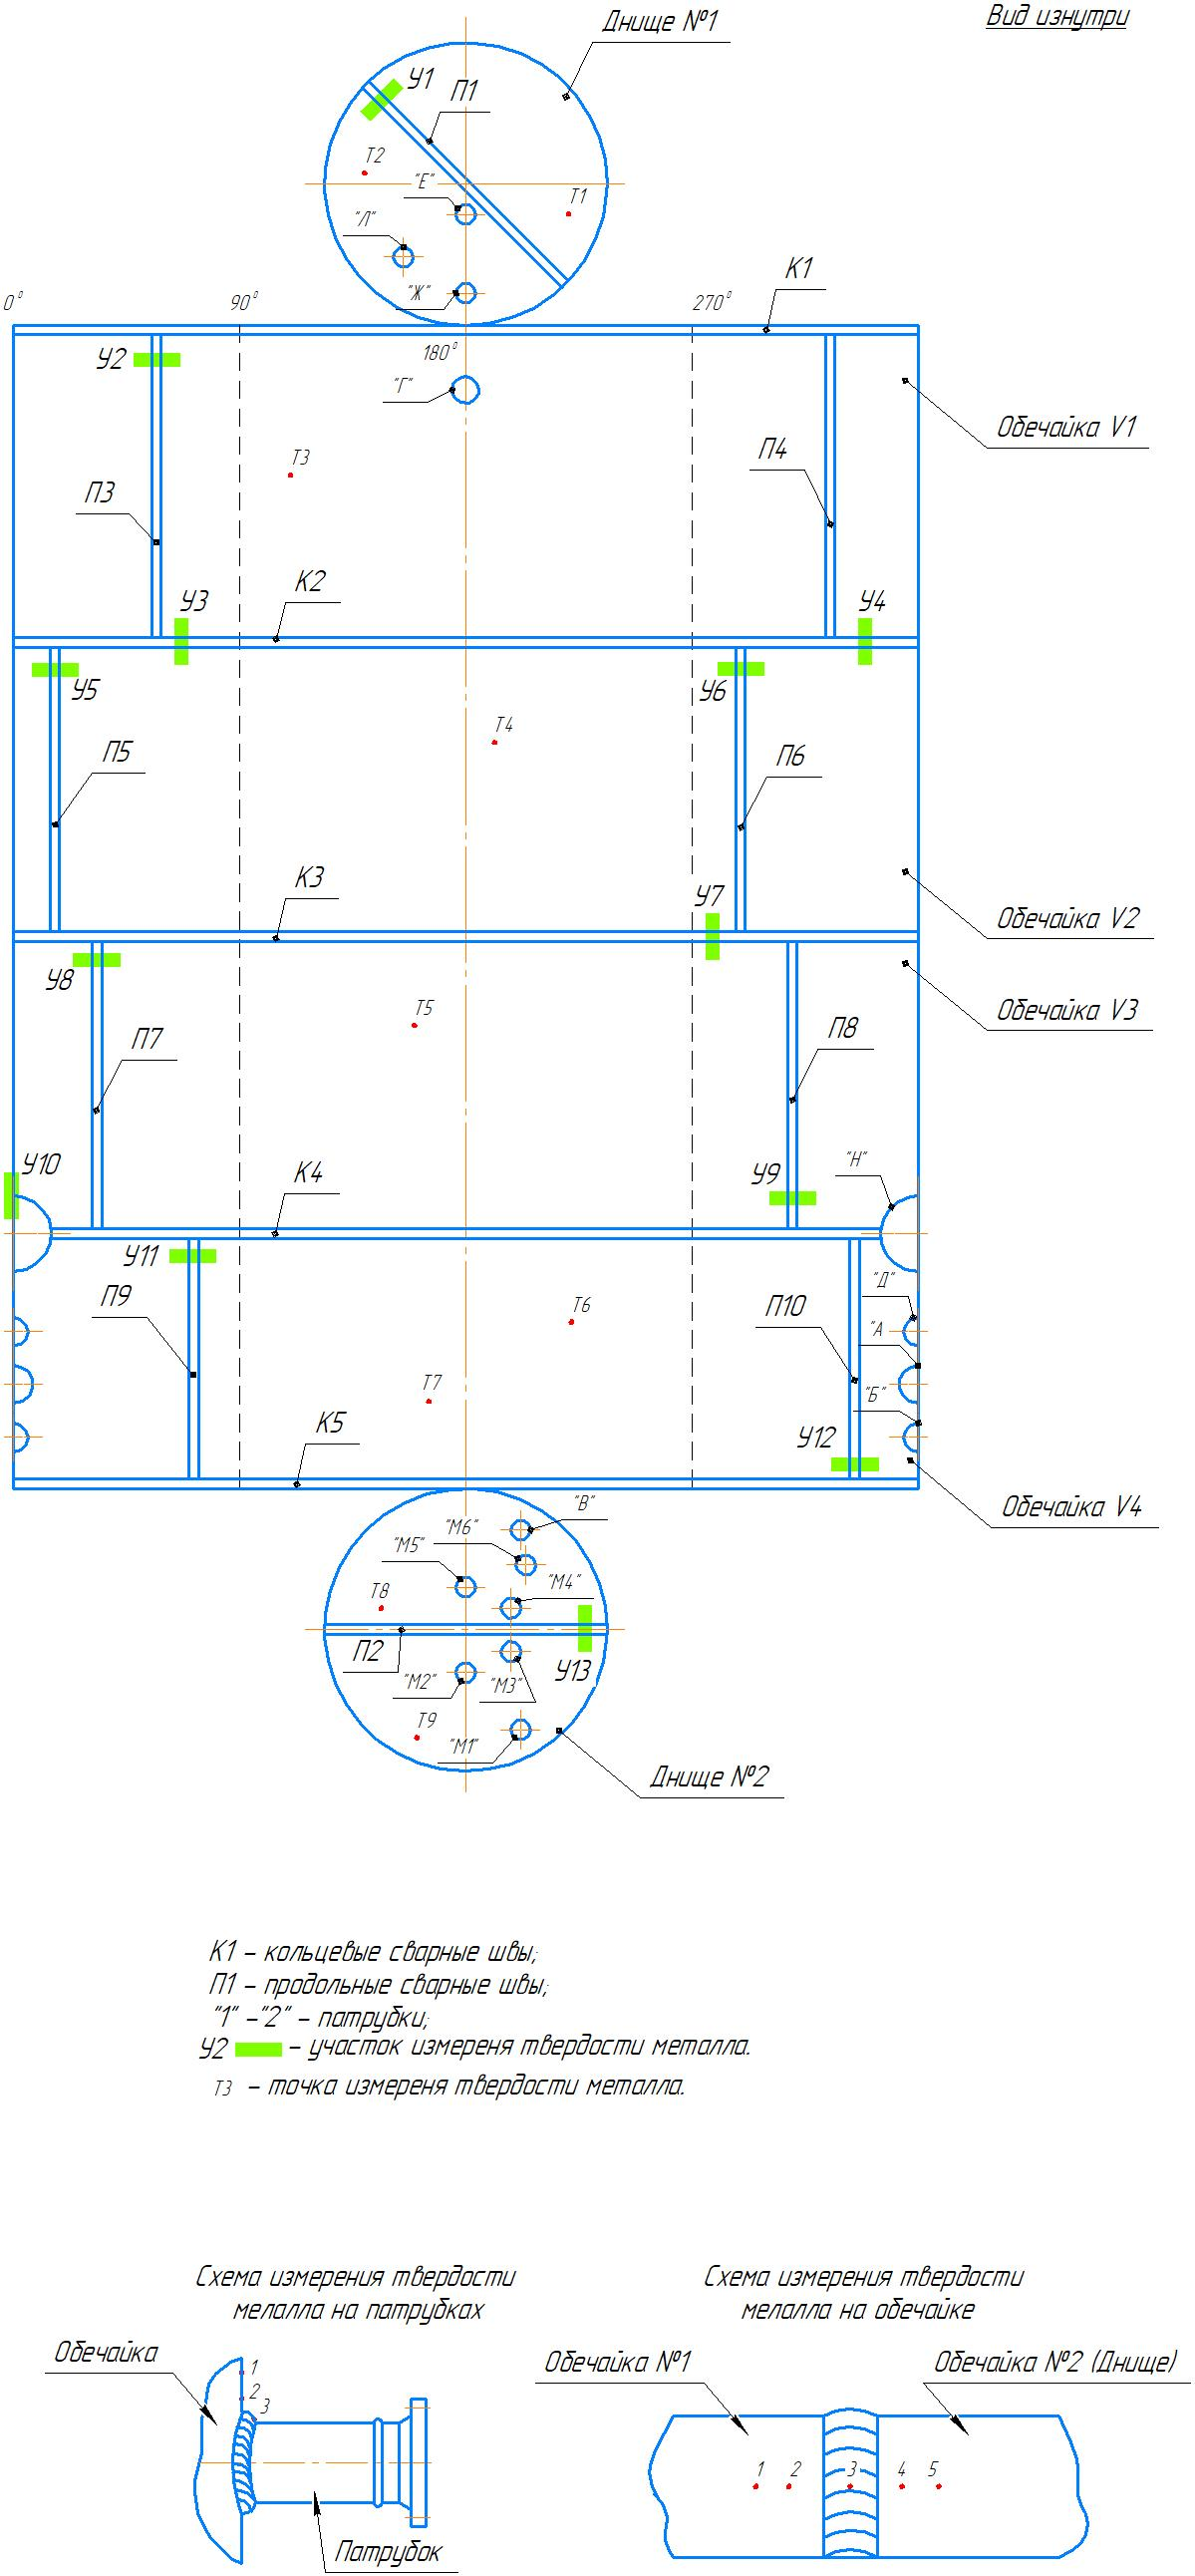 Вид изнутри
Днище №1
У1
П1
Т2
"Е"
Т1
"Л"
"Ж"
К1
0⁰
90⁰
270⁰
180⁰
У2
"Г"
Обечайка V1
Т3
П4
П3
К2
У3
У4
У5
У6
Т4
П5
П6
К3
У7
Обечайка V2
У8
Т5
Обечайка V3
П7
П8
У10
К4
У9
"Н"
У11
"Д"
П9
Т6
П10
"А
Т7
"Б"
К5
У12
"В"
Обечайка V4
"М6"
"М5"
"М4"
Т8
П2
У13
"М2"
"М3"
Т9
"М1"
Днище №2
К1 – кольцевые сварные швы;
П1 – продольные сварные швы;
"1" -"2" – патрубки;
У2 – участок измереня твердости металла.
Т3 – точка измереня твердости металла.
Схема измерения твердости
мелалла на патрубках
Обечайка
1
2
3
Патрубок
Схема измерения твердости
мелалла на обечайке
Обечайка №1
Обечайка №2 (Днище)
1 2 3 4 5